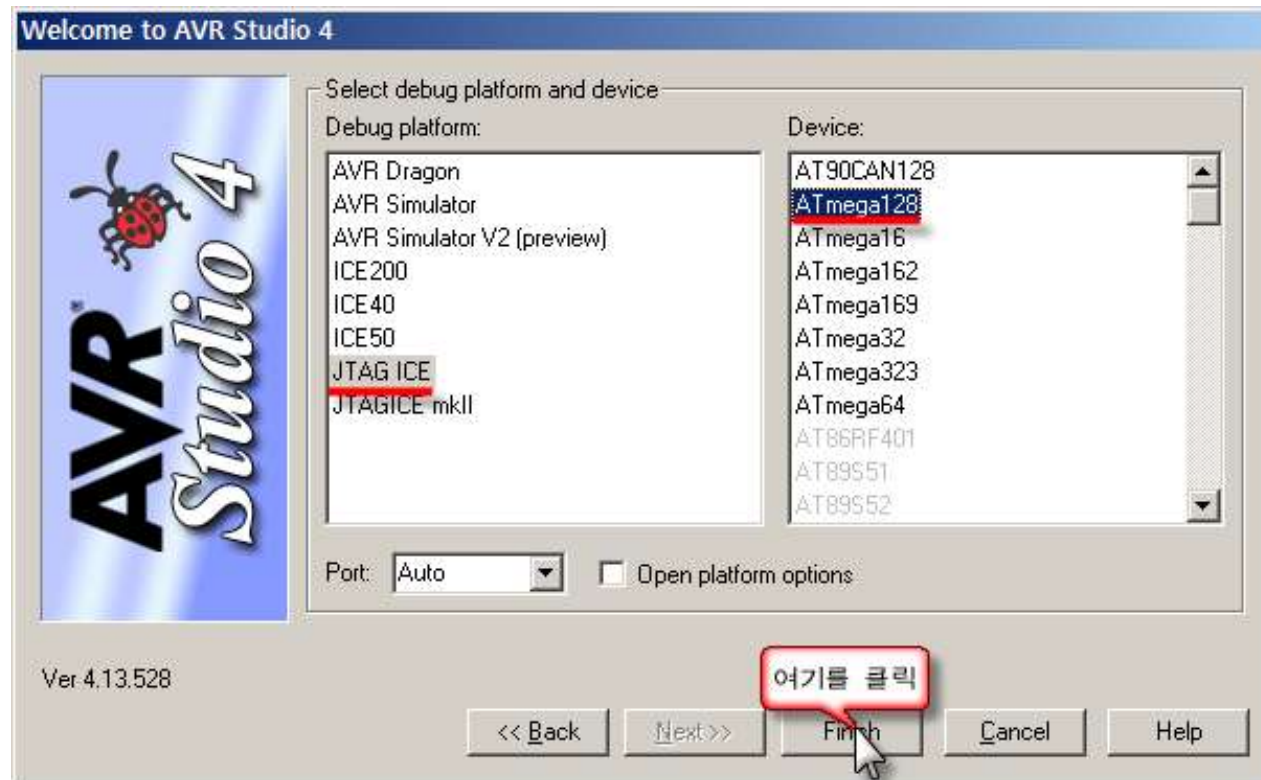 Welcome to AVR Studio 4
AVR Studio 4
Select debug platform and device
Debug platform:
AVR Dragon
AVR Simulator
AVR Simulator V2 (preview)
ICE200
ICE40
ICE50
JTAG ICE
JTAGICE mkII
Device:
AT90CAN128
ATmega128
ATmega16
ATmega162
ATmega169
ATmega32
ATmega323
ATmega64
AT86RF401
AT89S51
AT89S52
Port: Auto
Open platform options
Ver 4.13.528
여기를 클릭
<< Back
Next >>
Finish
Cancel
Help